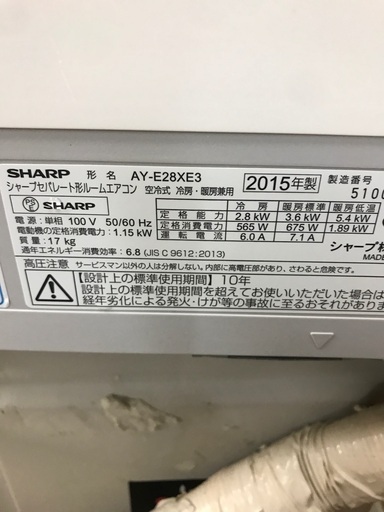 SHARP 形 名 AY-E28XE3
シャープセパレート形ルームエアコン 空冷式 冷房・暖房兼用 2015年製 製造番号
PS E SHARP 510
電源:単相 100 V 50/60 Hz
電動機の定格消費電力:1.15 kW
質量:17 kg
冷 房 暖房標準 暖房低温
定 格 能 力 2.8 kW 3.6 kW 5.4 kW
定格消費電力 565 W 675 W 1.89 kW
運 転 電 流 6.0 A 7.1 A
通年エネルギー消費効率:6.8 (JIS C 9612:2013)
シャープ株
MADE
高圧注意 サービスマン以外の人は分解しない。内部に高電圧部があり、危険です。
【設計上の標準使用期間】10年
設計上の標準使用期間を超えてお使いいただいた場合は
経年劣化による発火・けが等の事故に至るおそれがありま